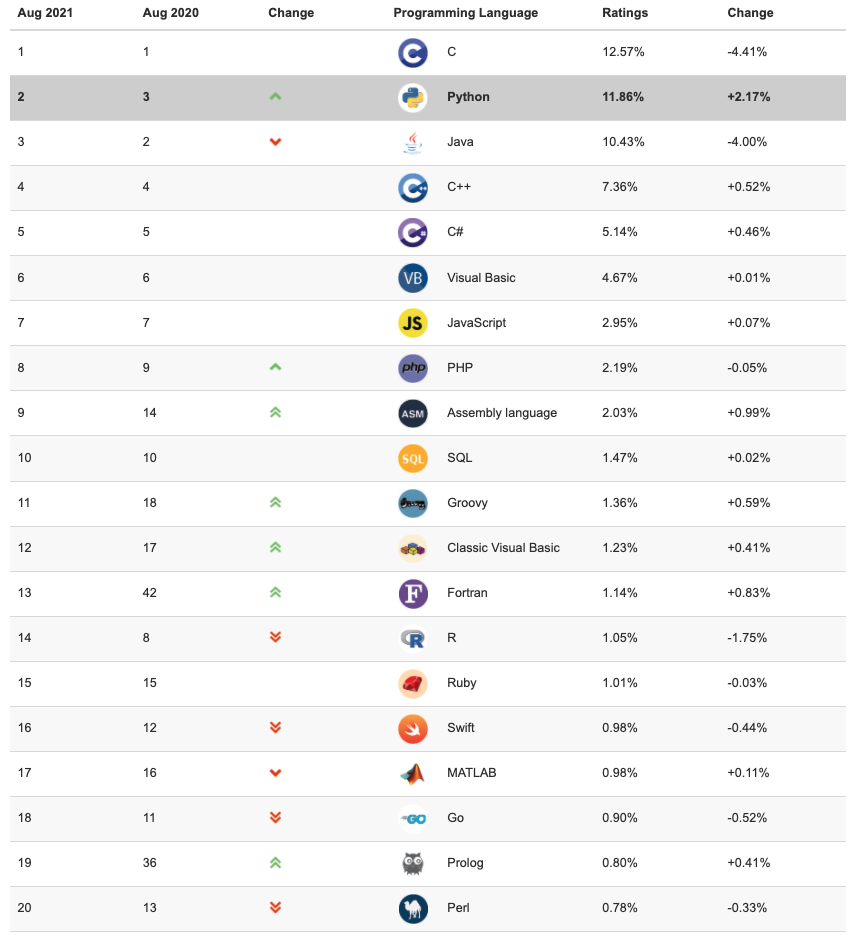 Aug 2021 Aug 2020 Change Programming Language Ratings Change
1 1 C 12.57% -4.41%
2 3 Python 11.86% +2.17%
3 2 Java 10.43% -4.00%
4 4 C++ 7.36% +0.52%
5 5 C# 5.14% +0.46%
6 6 VB Visual Basic 4.67% +0.01%
7 7 JS JavaScript 2.95% +0.07%
8 9 php PHP 2.19% -0.05%
9 14 ASM Assembly language 2.03% +0.99%
10 10 SQL SQL 1.47% +0.02%
11 18 Groovy 1.36% +0.59%
12 17 Classic Visual Basic 1.23% +0.41%
13 42 F Fortran 1.14% +0.83%
14 8 R R 1.05% -1.75%
15 15 Ruby 1.01% -0.03%
16 12 Swift 0.98% -0.44%
17 16 MATLAB 0.98% +0.11%
18 11 GO Go 0.90% -0.52%
19 36 Prolog 0.80% +0.41%
20 13 Perl 0.78% -0.33%